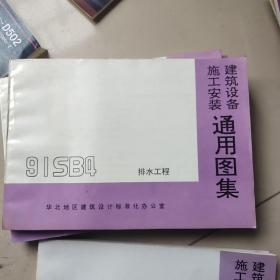 建筑设备
施工安装
通用图集
91SB4
排水工程
华北地区建筑设计标准化办公室
建筑
施工
D502